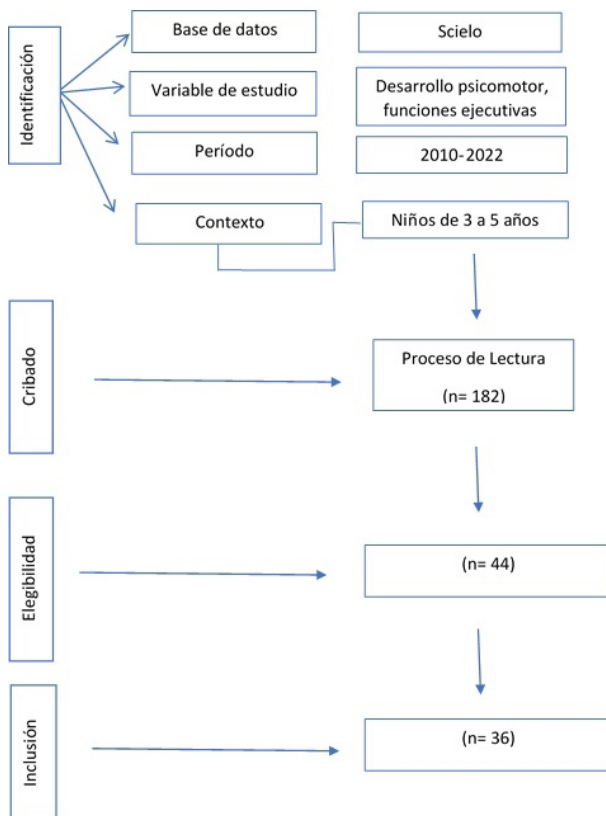 Identificación
Base de datos
Scielo
Variable de estudio
Desarrollo psicomotor,
funciones ejecutivas
Período
2010-2022
Contexto
Niños de 3 a 5 años
Cribado
Proceso de Lectura
(n= 182)
Elegibilidad
(n= 44)
Inclusión
(n= 36)